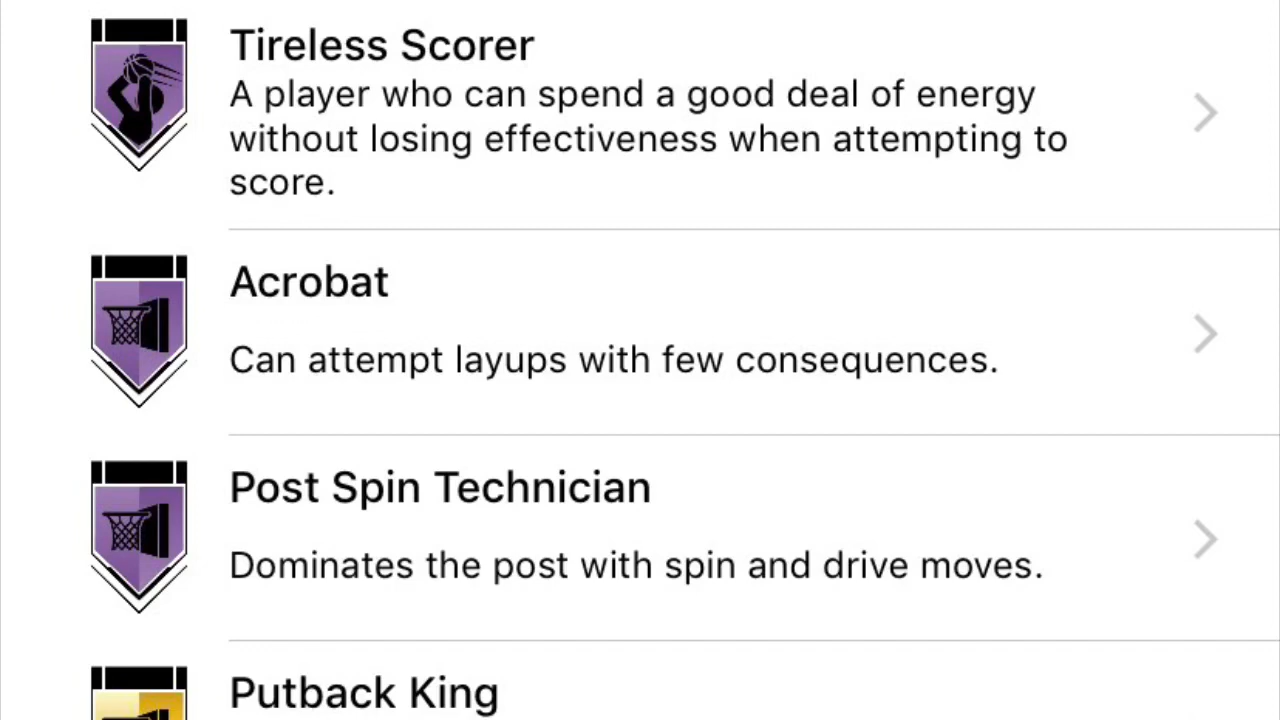 Tireless Scorer
A player who can spend a good deal of energy
without losing effectiveness when attempting to
score.
Acrobat
Can attempt layups with few consequences.
Post Spin Technician
Dominates the post with spin and drive moves.
Putback King